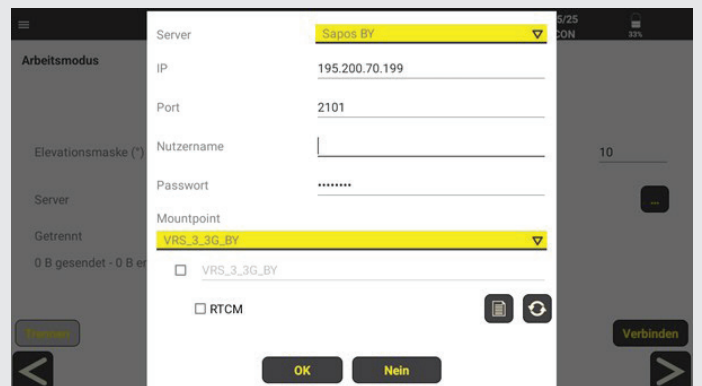 5/25
CON
33%
Arbeitsmodus
Server
Sapos BY
IP
195.200.70.199
Port
2101
Nutzername
Passwort
••••••••
Mountpoint
VRS_3_3G_BY
VRS_3_3G_BY
RTCM
OK
Nein
Elevationsmaske (°)
10
Server
...
Getrennt
0 B gesendet - 0 B er
Trennen
Verbinden